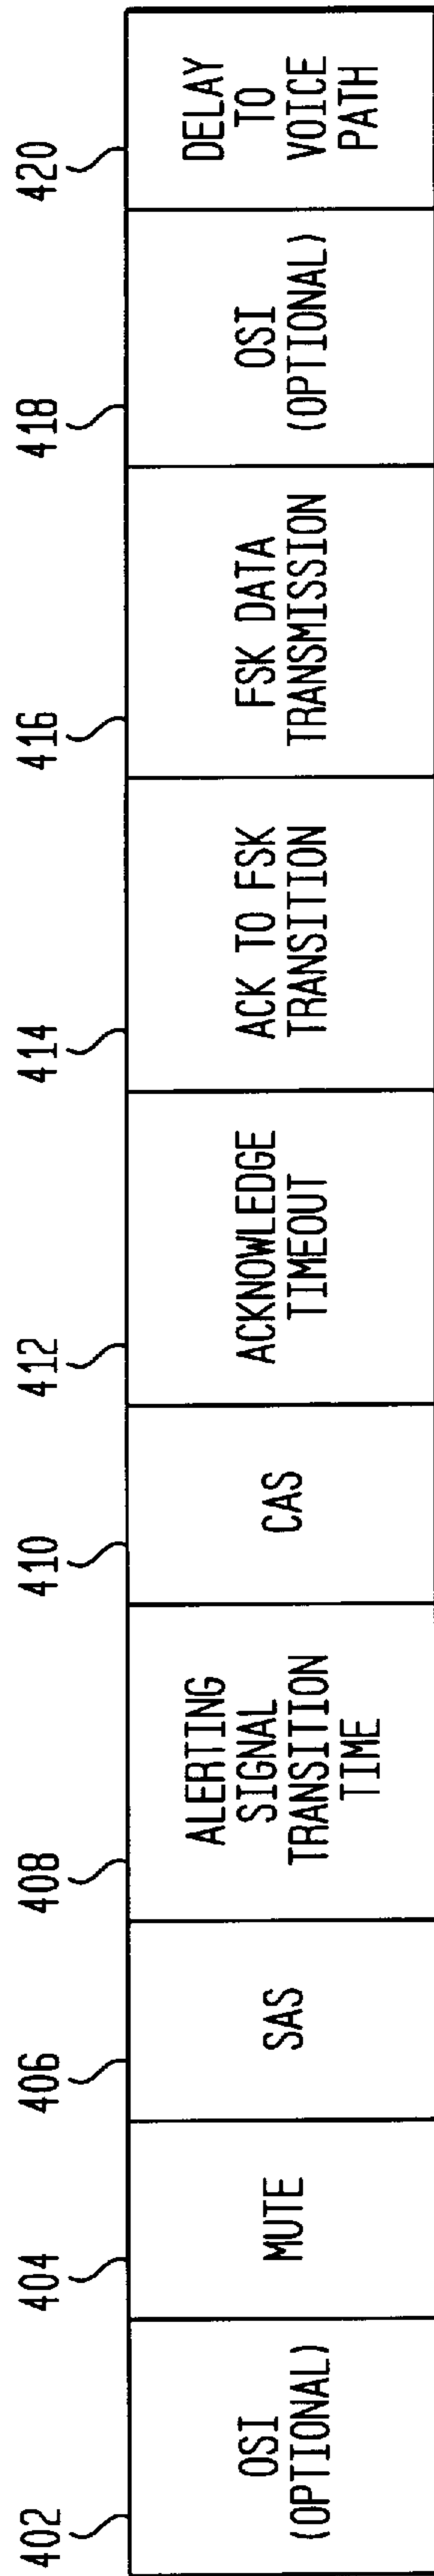 402
OSI
(OPTIONAL)
404
MUTE
406
SAS
408
ALERTING
SIGNAL
TRANSITION
TIME
410
CAS
412
ACKNOWLEDGE
TIMEOUT
414
ACK TO FSK
TRANSITION
416
FSK DATA
TRANSMISSION
418
OSI
(OPTIONAL)
420
DELAY
TO
VOICE
PATH